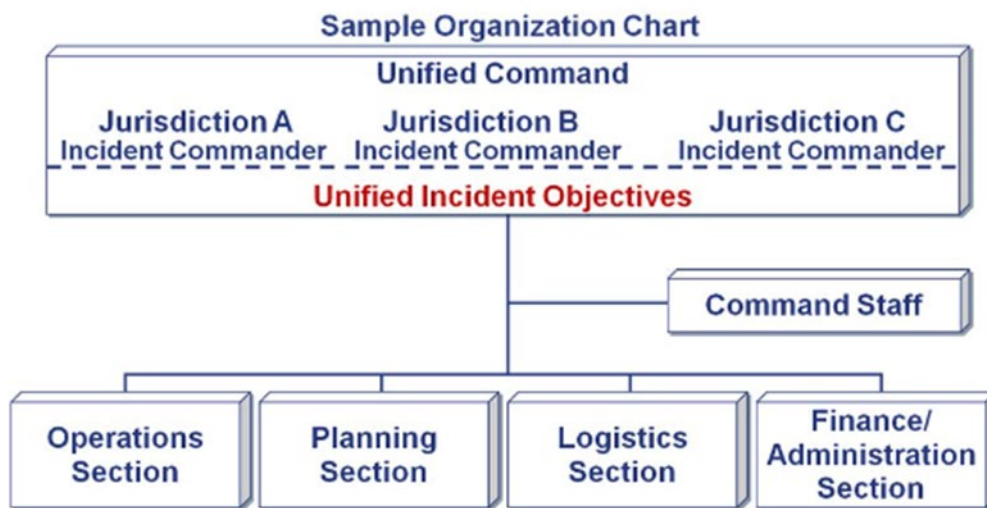 Sample Organization Chart
Unified Command
Jurisdiction A Jurisdiction B Jurisdiction C
Incident Commander Incident Commander Incident Commander
Unified Incident Objectives
Command Staff
Operations
Section
Planning
Section
Logistics
Section
Finance/
Administration
Section